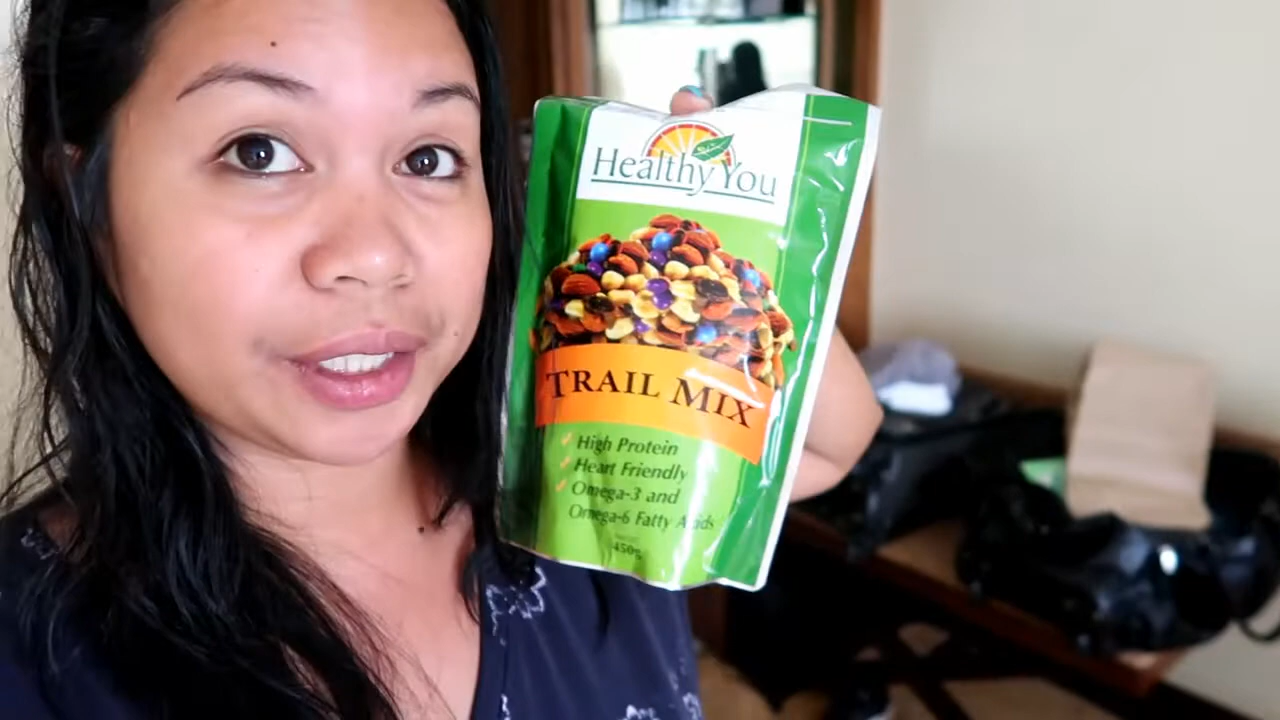 Healthy You
TRAIL MIX
High Protein
Heart Friendly
Omega-3 and
Omega-6 Fatty Acids
450g